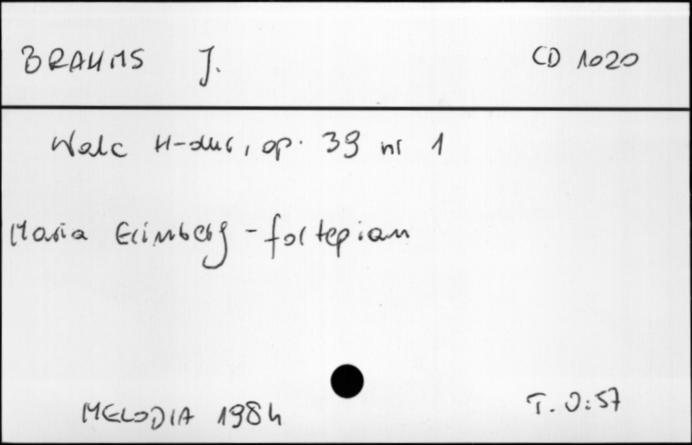 BRAHMS J. CD 1020
Walc H-dur, op. 39 nr 1
Maria Grinberg - fortepian
MELODIA 1984 T. 0:57